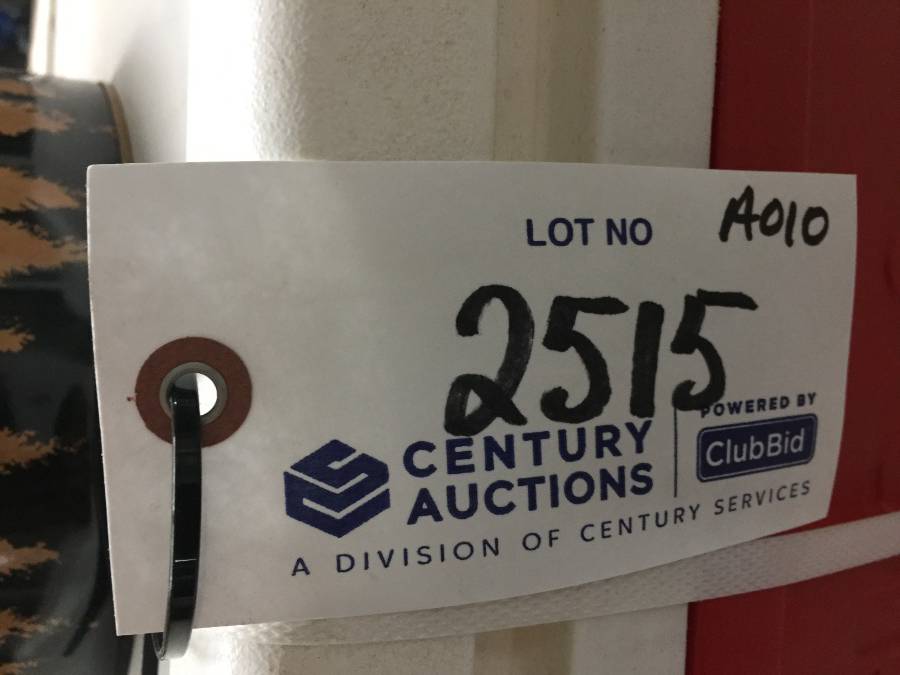 LOT NO A010
2515
CENTURY AUCTIONS
POWERED BY
ClubBid
A DIVISION OF CENTURY SERVICES